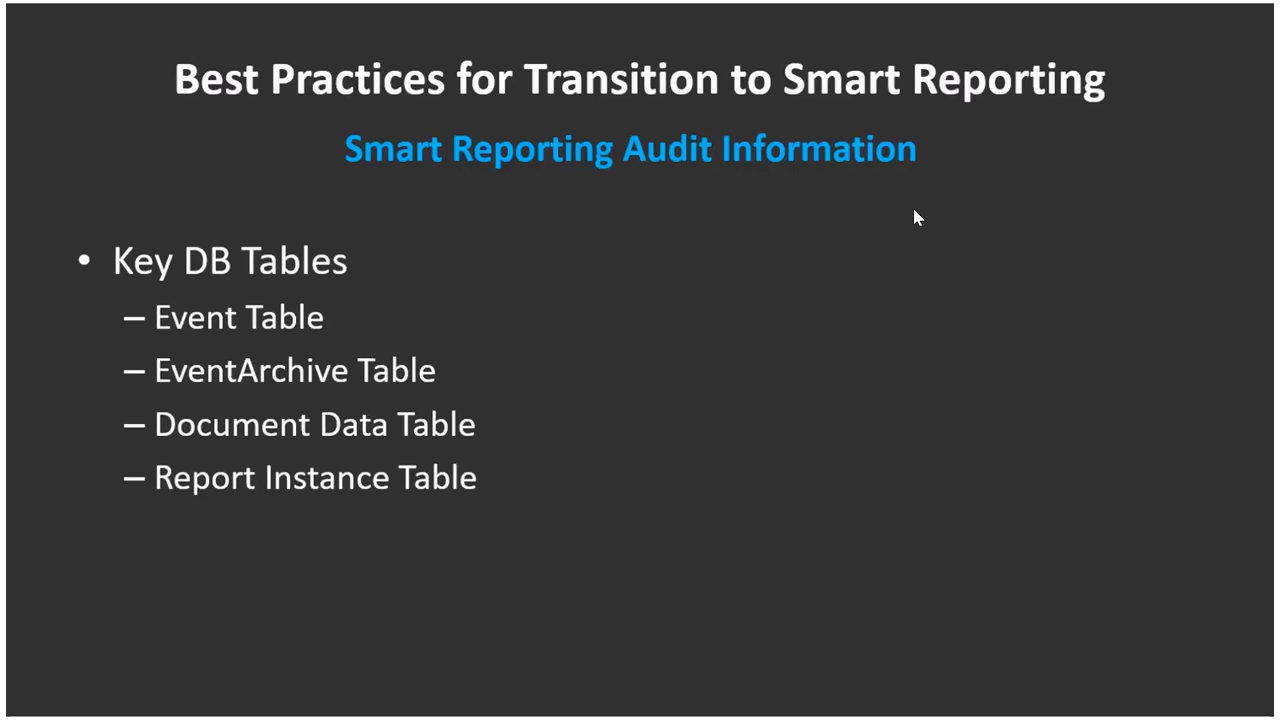 Best Practices for Transition to Smart Reporting
Smart Reporting Audit Information
• Key DB Tables
– Event Table
– EventArchive Table
– Document Data Table
– Report Instance Table